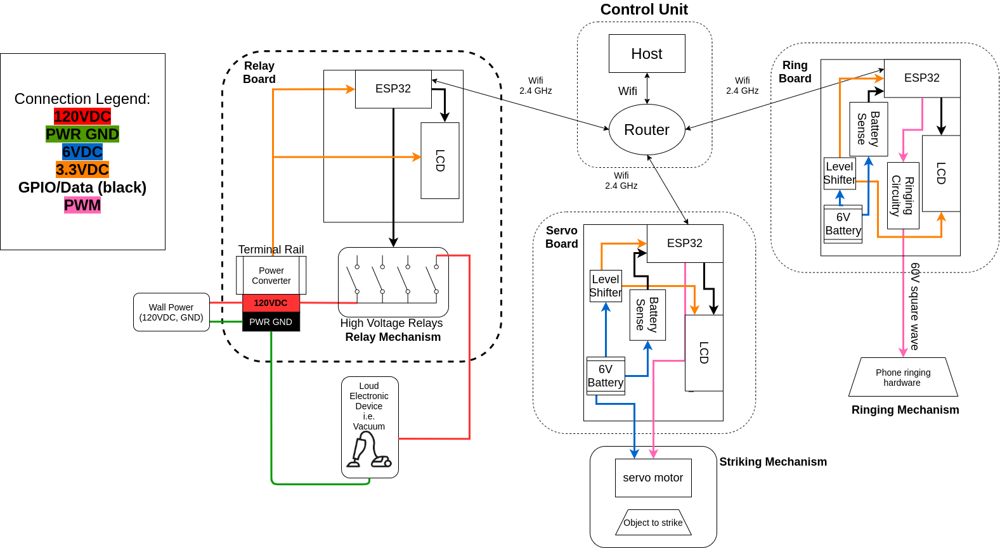 Control Unit
Host
Wifi
Router
Wifi
2.4 GHz
Wifi
2.4 GHz
Wifi
2.4 GHz
Connection Legend:
120VDC
PWR GND
6VDC
3.3VDC
GPIO/Data (black)
PWM
Relay
Board
ESP32
LCD
Terminal Rail
Power
Converter
120VDC
PWR GND
Wall Power
(120VDC, GND)
High Voltage Relays
Relay Mechanism
Loud
Electronic
Device
i.e.
Vacuum
Servo
Board
ESP32
Level
Shifter
Battery
Sense
LCD
6V
Battery
Striking Mechanism
servo motor
Object to strike
Ring
Board
ESP32
Battery
Sense
Level
Shifter
Ringing
Circuitry
LCD
6V
Battery
60V square wave
Phone ringing
hardware
Ringing Mechanism